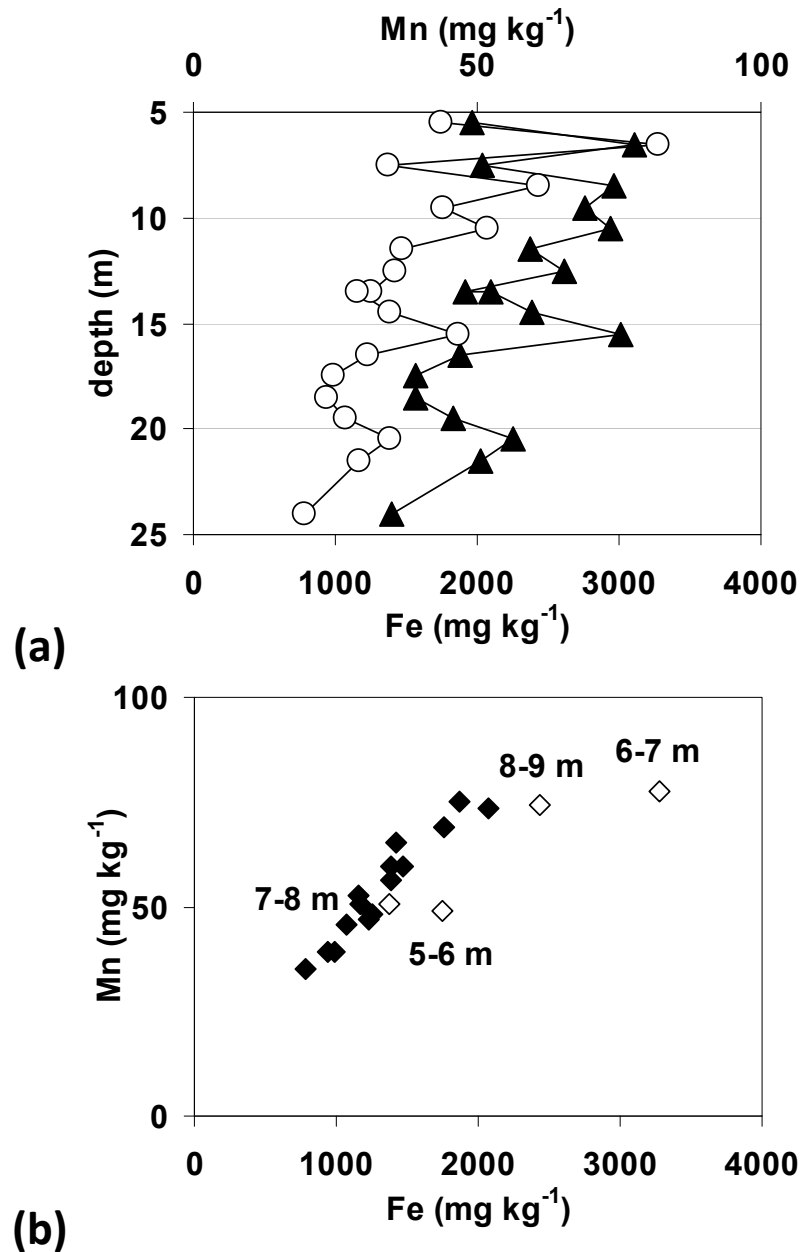 Mn (mg kg-1)
0 50 100
5
10
15
20
25
depth (m)
0 1000 2000 3000 4000
Fe (mg kg-1)
(a)
100
50
0
Mn (mg kg-1)
6-7 m
8-9 m
7-8 m
5-6 m
0 1000 2000 3000 4000
Fe (mg kg-1)
(b)